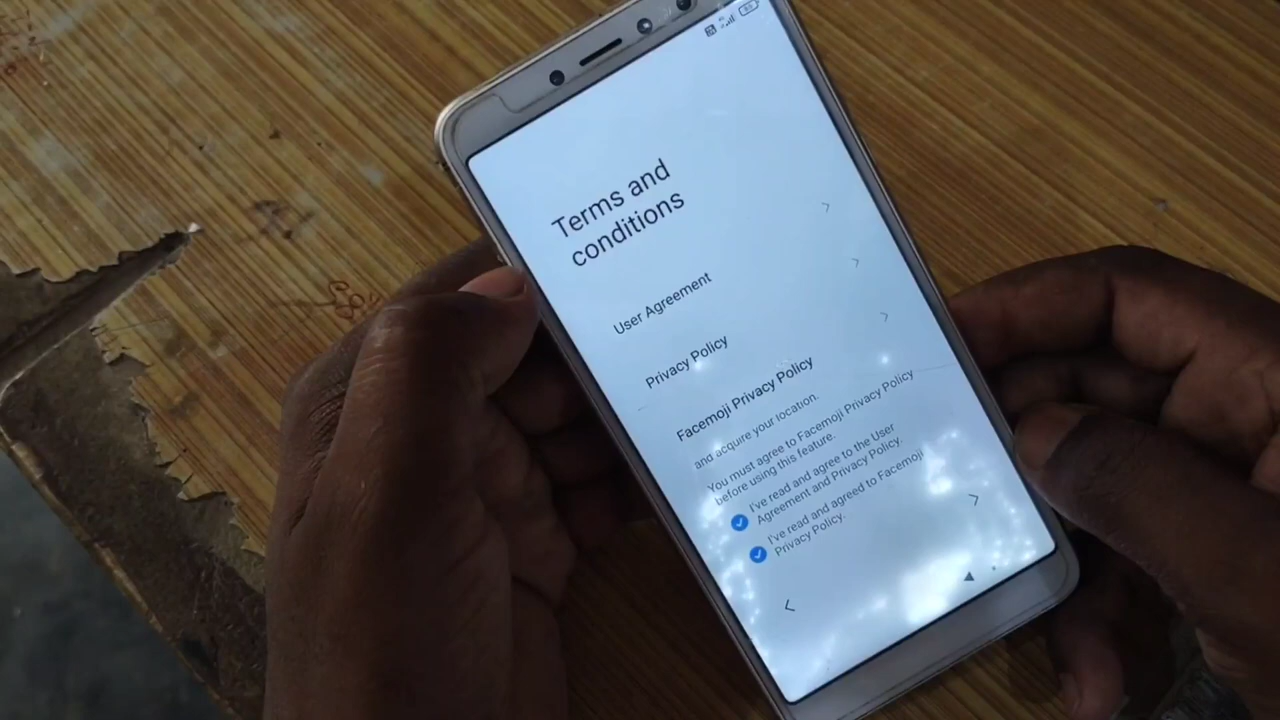 Terms and
conditions
User Agreement
Privacy Policy
Facemoji Privacy Policy
and acquire your location.
You must agree to Facemoji Privacy Policy
before using this feature.
I've read and agree to the User
Agreement and Privacy Policy.
I've read and agreed to Facemoji
Privacy Policy.